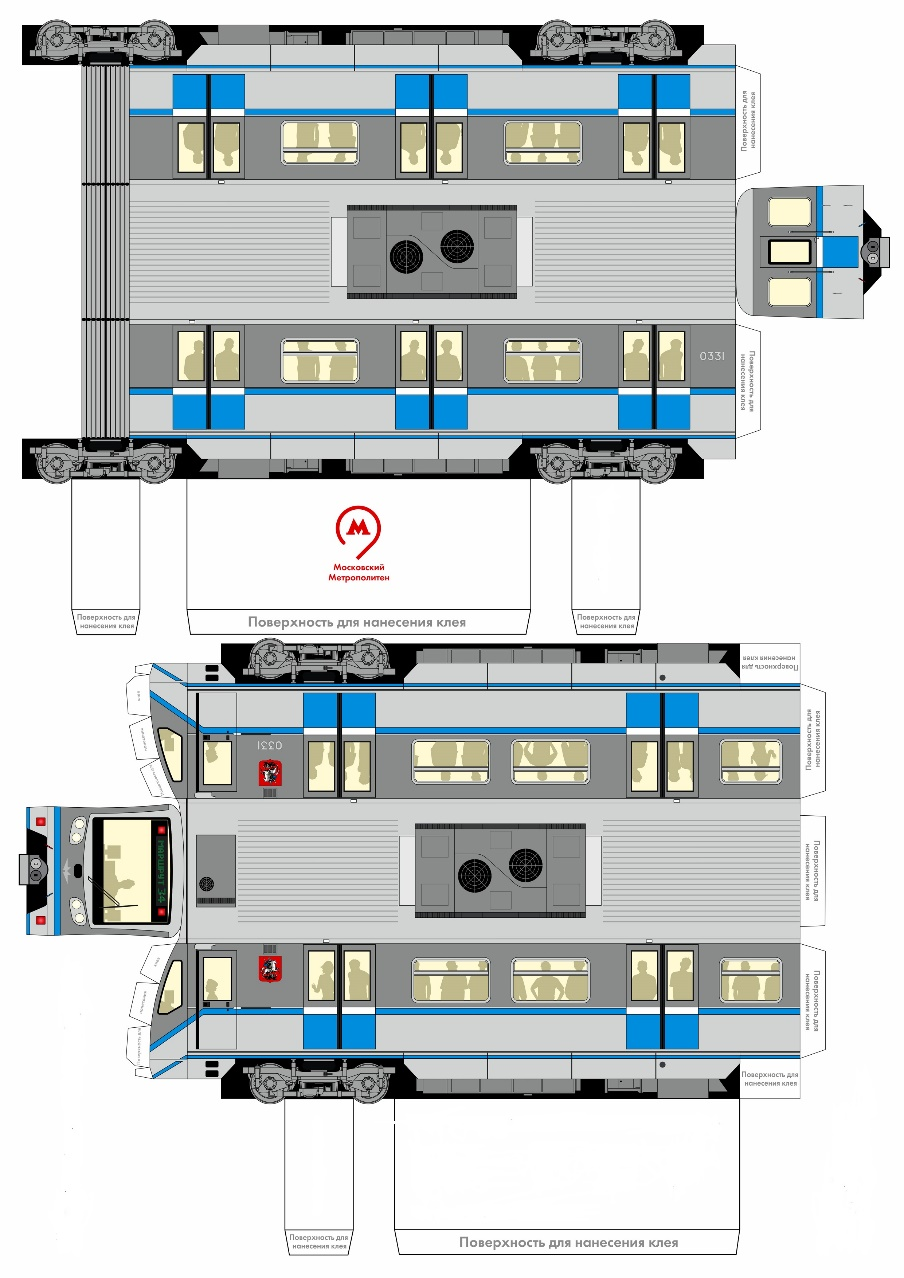 Поверхность для
нанесения клея
0331
Поверхность для
нанесения клея
Московский
Метрополитен
Поверхность для
нанесения клея
Поверхность для нанесения клея
Поверхность для
нанесения клея
Поверхность для
нанесения клея
Поверхность для
нанесения клея
0331
МАРШРУТ 34
Поверхность для
нанесения клея
Поверхность для
нанесения клея
Поверхность для
нанесения клея
Поверхность для
нанесения клея
Поверхность для нанесения клея